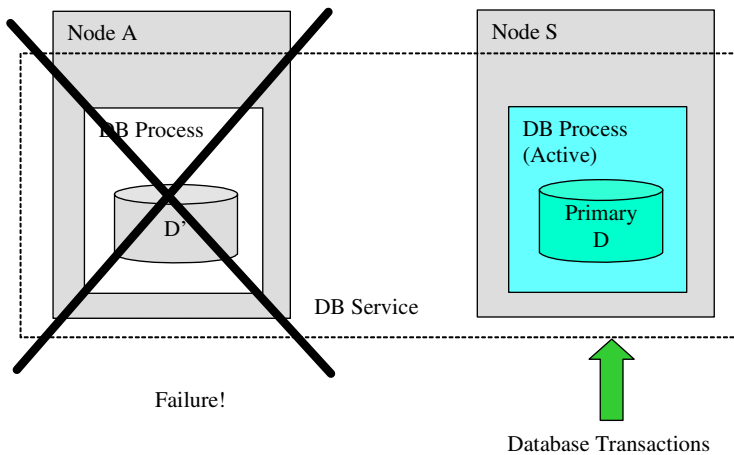 Node A
DB Process
D’
Node S
DB Process
(Active)
Primary
D
DB Service
Failure!
Database Transactions